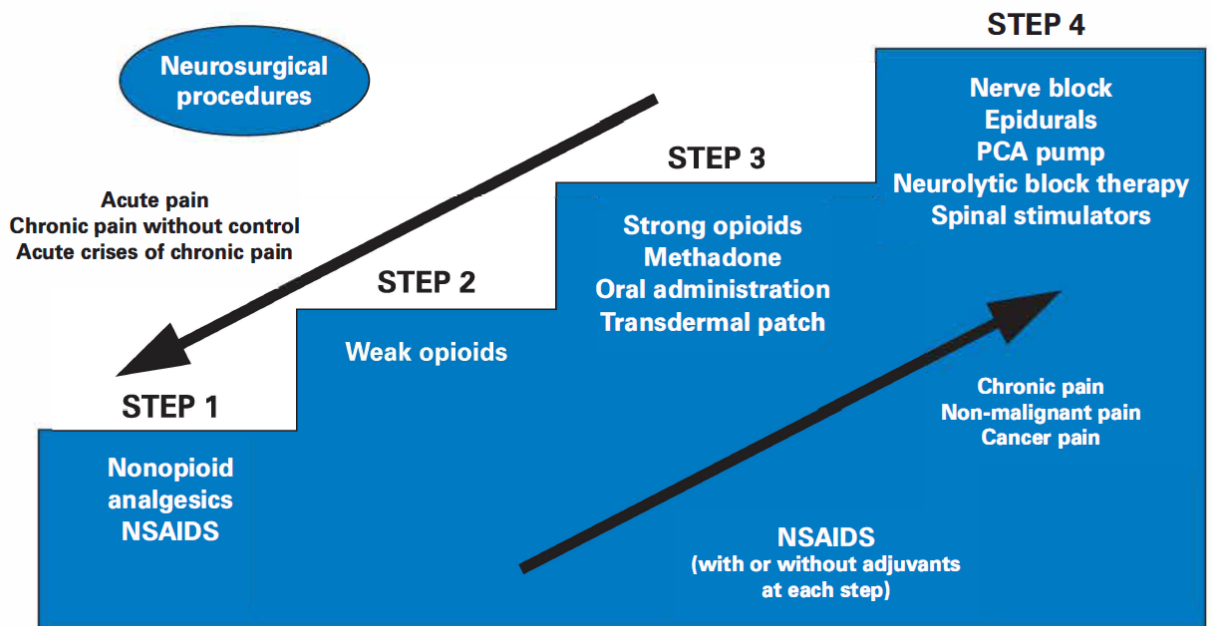 STEP 4
Neurosurgical
procedures
Nerve block
Epidurals
PCA pump
Neurolytic block therapy
Spinal stimulators
STEP 3
Acute pain
Chronic pain without control
Acute crises of chronic pain
Strong opioids
Methadone
Oral administration
Transdermal patch
STEP 2
Weak opioids
Chronic pain
Non-malignant pain
Cancer pain
STEP 1
Nonopioid
analgesics
NSAIDS
NSAIDS
(with or without adjuvants
at each step)